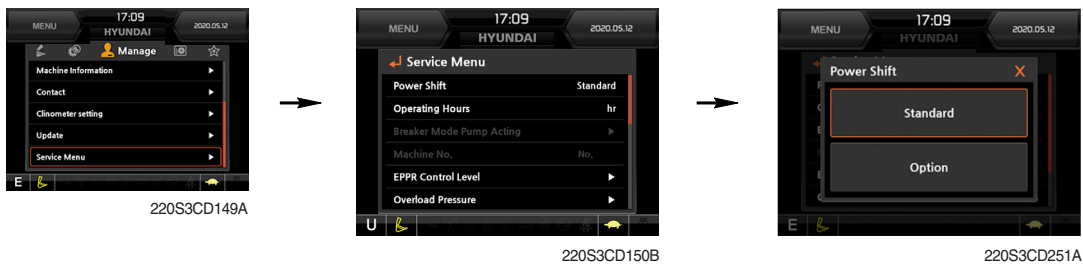 MENU 17:09 2020.05.12
HYUNDAI
Manage
Machine Information
Contact
Clinometer setting
Update
Service Menu
E
220S3CD149A
MENU 17:09 2020.05.12
HYUNDAI
Service Menu
Power Shift Standard
Operating Hours hr
Breaker Mode Pump Acting
Machine No. No.
EPPR Control Level
Overload Pressure
U
220S3CD150B
MENU 17:09 2020.05.12
HYUNDAI
Power Shift X
Standard
Option
E
220S3CD251A